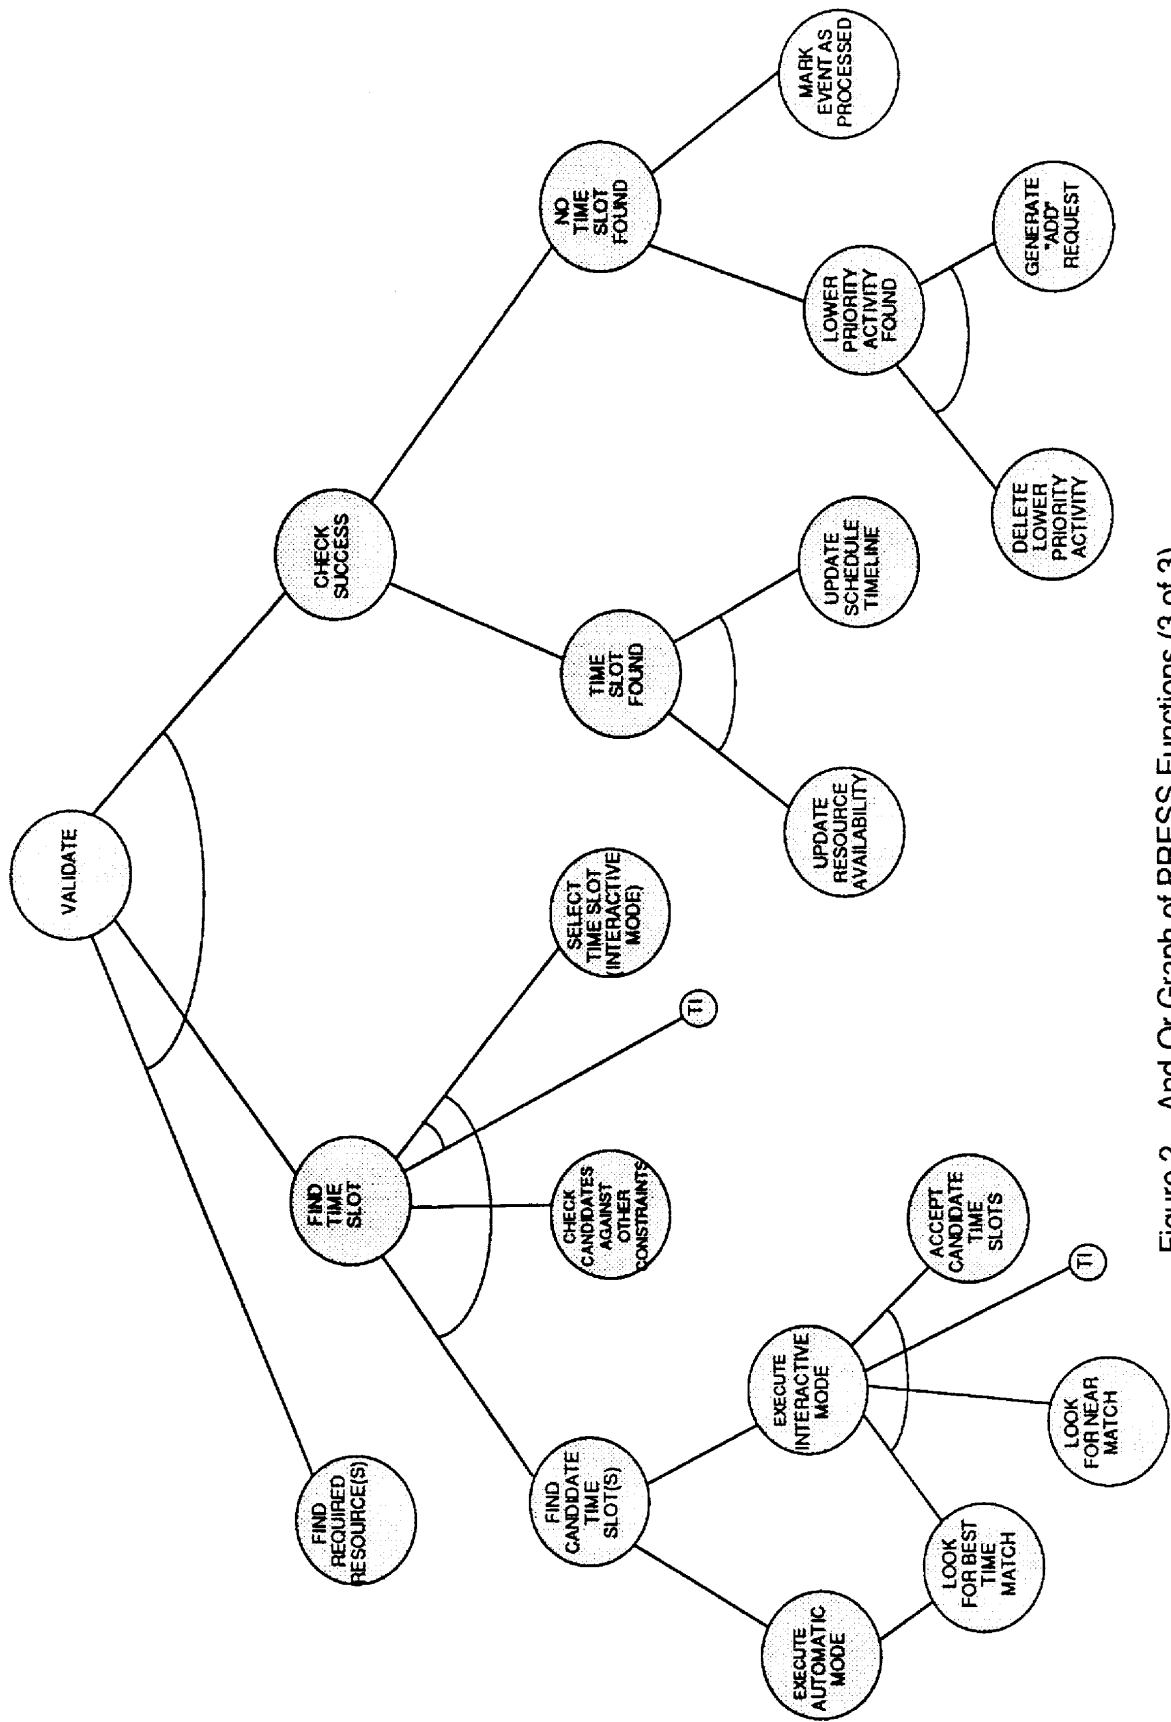 VALIDATE
FIND
REQUIRED
RESOURCE(S)
FIND
TIME
SLOT
CHECK
SUCCESS
FIND
CANDIDATE
TIME
SLOT(S)
CHECK
CANDIDATES
AGAINST
OTHER
CONSTRAINTS
TI
SELECT
TIME SLOT
(INTERACTIVE
MODE)
TIME
SLOT
FOUND
NO
TIME
SLOT
FOUND
EXECUTE
AUTOMATIC
MODE
EXECUTE
INTERACTIVE
MODE
UPDATE
RESOURCE
AVAILABILITY
UPDATE
SCHEDULE
TIMELINE
LOWER
PRIORITY
ACTIVITY
FOUND
MARK
EVENT AS
PROCESSED
LOOK
FOR BEST
TIME
MATCH
LOOK
FOR NEAR
MATCH
TI
ACCEPT
CANDIDATE
TIME
SLOTS
DELETE
LOWER
PRIORITY
ACTIVITY
GENERATE
"ADD"
REQUEST
And-Or Graph of PRESS Functions (3 of 3)